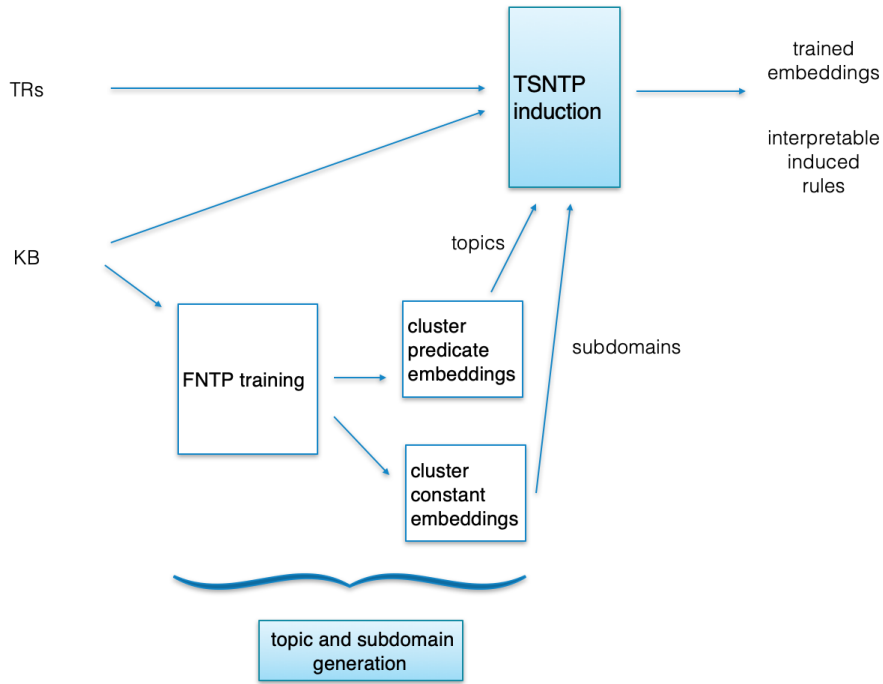 TRs
TSNTP
induction
trained
embeddings
interpretable
induced
rules
KB
topics
subdomains
FNTP training
cluster
predicate
embeddings
cluster
constant
embeddings
topic and subdomain
generation